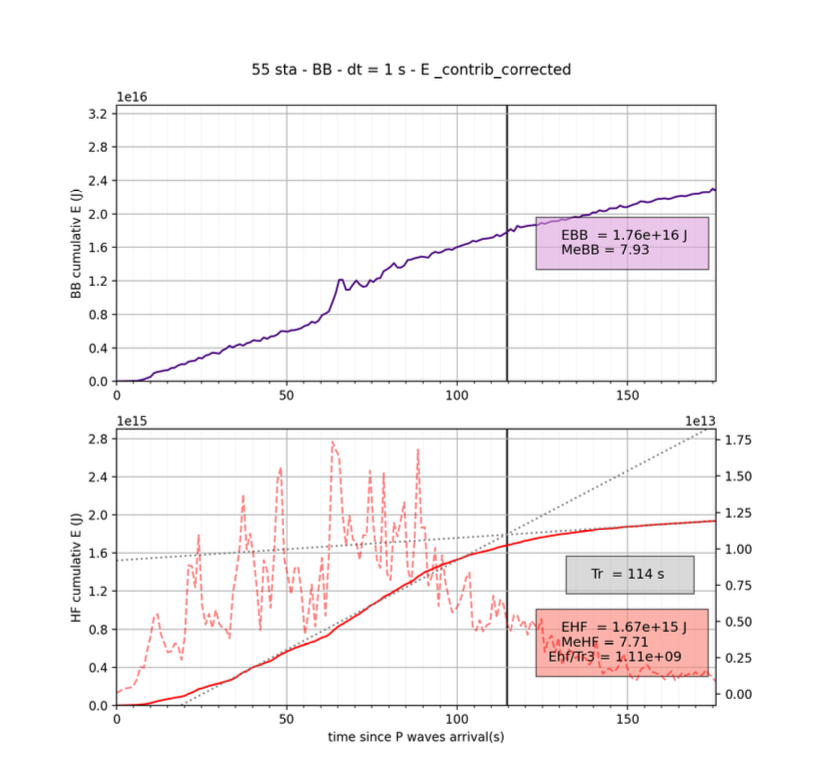 55 sta - BB - dt = 1 s - E _contrib_corrected
1e16
3.2
2.8
2.4
2.0
1.6
1.2
0.8
0.4
0.0
BB cumulativ E (J)
EBB = 1.76e+16 J
MeBB = 7.93
0
50
100
150
1e15
1e13
2.8
2.4
2.0
1.6
1.2
0.8
0.4
0.0
HF cumulativ E (J)
1.75
1.50
1.25
1.00
0.75
0.50
0.25
0.00
Tr = 114 s
EHF = 1.67e+15 J
MeHF = 7.71
Ehf/Tr3 = 1.11e+09
0
50
100
150
time since P waves arrival(s)